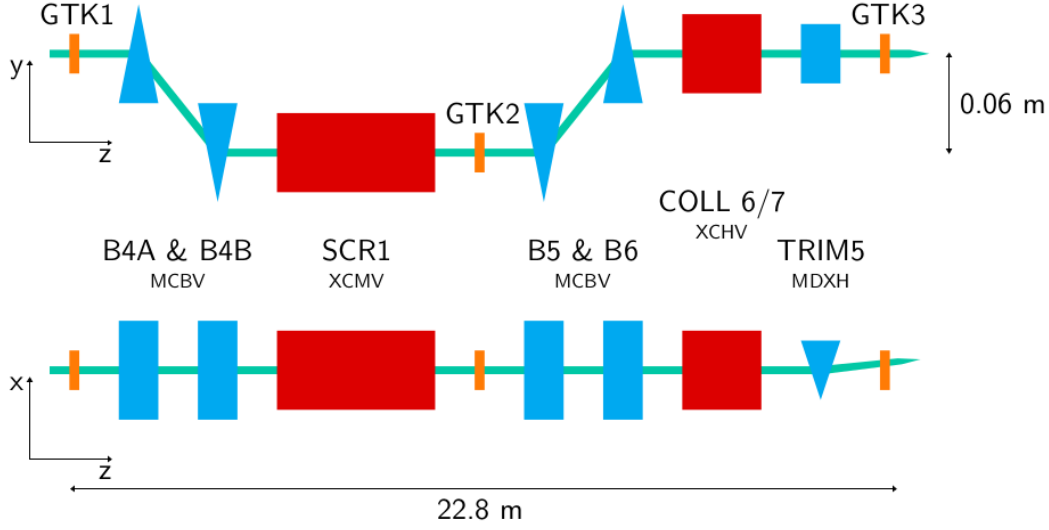 GTK1
GTK3
y
z
GTK2
0.06 m
COLL 6/7
XCHV
B4A & B4B
MCBV
SCR1
XCMV
B5 & B6
MCBV
TRIM5
MDXH
x
z
22.8 m